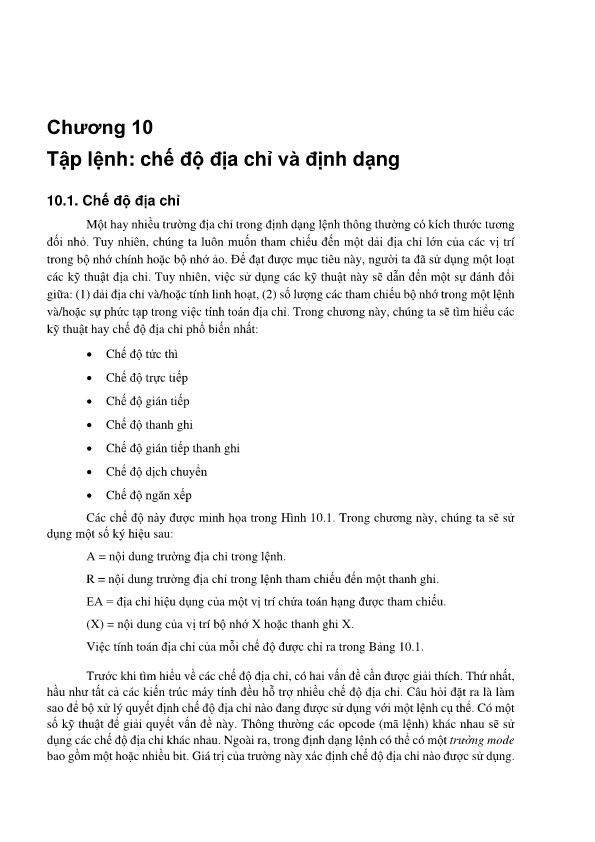 Chương 10
Tập lệnh: chế độ địa chỉ và định dạng
10.1. Chế độ địa chỉ
Một hay nhiều trường địa chỉ trong định dạng lệnh thông thường có kích thước tương
đối nhỏ. Tuy nhiên, chúng ta luôn muốn tham chiếu đến một dải địa chỉ lớn của các vị trí
trong bộ nhớ chính hoặc bộ nhớ ảo. Để đạt được mục tiêu này, người ta đã sử dụng một loạt
các kỹ thuật địa chỉ. Tuy nhiên, việc sử dụng các kỹ thuật này sẽ dẫn đến một sự đánh đổi
giữa: (1) dải địa chỉ và/hoặc tính linh hoạt, (2) số lượng các tham chiếu bộ nhớ trong một lệnh
và/hoặc sự phức tạp trong việc tính toán địa chỉ. Trong chương này, chúng ta sẽ tìm hiểu các
kỹ thuật hay chế độ địa chỉ phổ biến nhất:
• Chế độ tức thì
• Chế độ trực tiếp
• Chế độ gián tiếp
• Chế độ thanh ghi
• Chế độ gián tiếp thanh ghi
• Chế độ dịch chuyển
• Chế độ ngăn xếp
Các chế độ này được minh họa trong Hình 10.1. Trong chương này, chúng ta sẽ sử
dụng một số ký hiệu sau:
A = nội dung trường địa chỉ trong lệnh.
R = nội dung trường địa chỉ trong lệnh tham chiếu đến một thanh ghi.
EA = địa chỉ hiệu dụng của một vị trí chứa toán hạng được tham chiếu.
(X) = nội dung của vị trí bộ nhớ X hoặc thanh ghi X.
Việc tính toán địa chỉ của mỗi chế độ được chỉ ra trong Bảng 10.1.
Trước khi tìm hiểu về các chế độ địa chỉ, có hai vấn đề cần được giải thích. Thứ nhất,
hầu như tất cả các kiến trúc máy tính đều hỗ trợ nhiều chế độ địa chỉ. Câu hỏi đặt ra là làm
sao để bộ xử lý quyết định chế độ địa chỉ nào đang được sử dụng với một lệnh cụ thể. Có một
số kỹ thuật để giải quyết vấn đề này. Thông thường các opcode (mã lệnh) khác nhau sẽ sử
dụng các chế độ địa chỉ khác nhau. Ngoài ra, trong định dạng lệnh có thể có một trường mode
bao gồm một hoặc nhiều bit. Giá trị của trường này xác định chế độ địa chỉ nào được sử dụng.